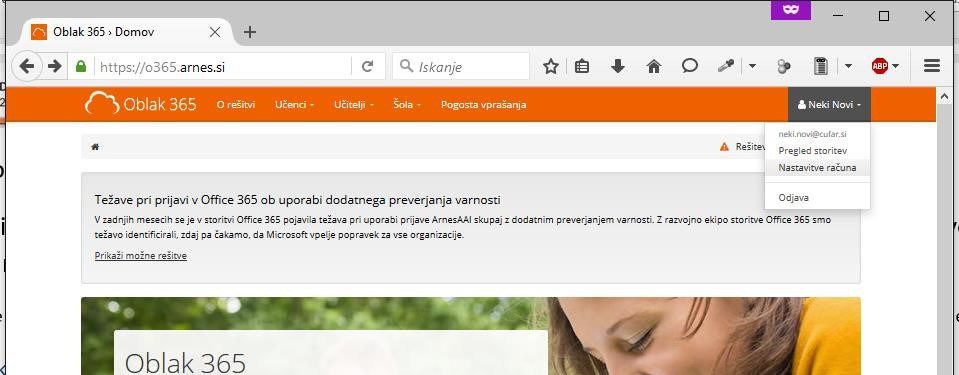 Oblak 365 › Domov
https://o365.arnes.si
Iskanje
ABP
Oblak 365 O rešitvi Učenci Učitelji Šola Pogosta vprašanja Neki Novi
neki.novi@cufar.si
Pregled storitev
Nastavitve računa
Odjava
Težave pri prijavi v Office 365 ob uporabi dodatnega preverjanja varnosti
V zadnjih mesecih se je v storitvi Office 365 pojavila težava pri uporabi prijave ArnesAAI skupaj z dodatnim preverjanjem varnosti. Z razvojno ekipo storitve Office 365 smo
težavo identificirali, zdaj pa čakamo, da Microsoft vpelje popravek za vse organizacije.
Prikaži možne rešitve
Oblak 365